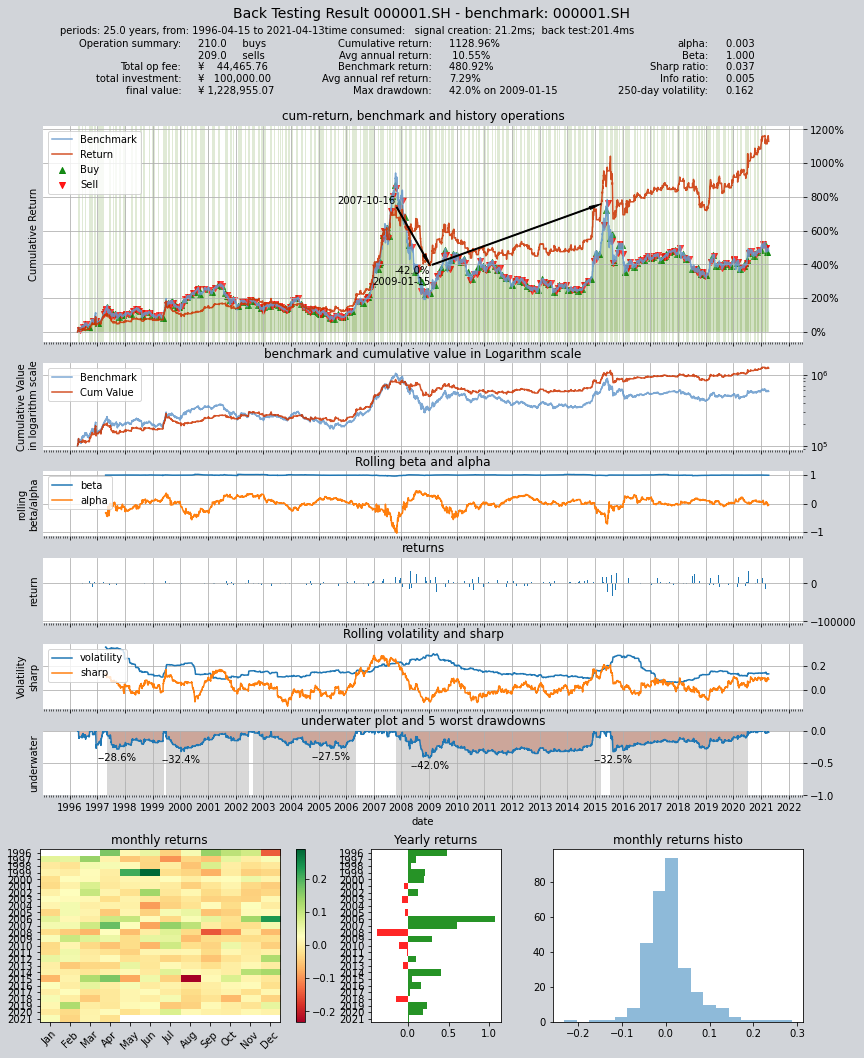 Back Testing Result 000001.SH - benchmark: 000001.SH
periods: 25.0 years, from: 1996-04-15 to 2021-04-13time consumed:   signal creation: 21.2ms;  back test:201.4ms
Operation summary: 210.0 buys Cumulative return: 1128.96% alpha: 0.003
209.0 sells Avg annual return: 10.55% Beta: 1.000
Total op fee: ¥ 44,465.76 Benchmark return: 480.92% Sharp ratio: 0.037
total investment: ¥ 100,000.00 Avg annual ref return: 7.29% Info ratio: 0.005
final value: ¥ 1,228,955.07 Max drawdown: 42.0% on 2009-01-15 250-day volatility: 0.162
cum-return, benchmark and history operations
Cumulative Return
Benchmark
Return
Buy
Sell
2007-10-16
-42.0%
2009-01-15
1200%
1000%
800%
600%
400%
200%
0%
benchmark and cumulative value in Logarithm scale
Cumulative Value
in logarithm scale
Benchmark
Cum Value
10⁶
10⁵
Rolling beta and alpha
rolling
beta/alpha
beta
alpha
1
0
−1
returns
return
0
−100000
Rolling volatility and sharp
Volatility
sharp
volatility
sharp
0.2
0.0
underwater plot and 5 worst drawdowns
underwater
−28.6%
−32.4%
−27.5%
−42.0%
−32.5%
0.0
−0.5
−1.0
1996 1997 1998 1999 2000 2001 2002 2003 2004 2005 2006 2007 2008 2009 2010 2011 2012 2013 2014 2015 2016 2017 2018 2019 2020 2021 2022
date
monthly returns
1996
1997
1998
1999
2000
2001
2002
2003
2004
2005
2006
2007
2008
2009
2010
2011
2012
2013
2014
2015
2016
2017
2018
2019
2020
2021
Jan Feb Mar Apr May Jun Jul Aug Sep Oct Nov Dec
0.2
0.1
0.0
−0.1
−0.2
Yearly returns
1996
1997
1998
1999
2000
2001
2002
2003
2004
2005
2006
2007
2008
2009
2010
2011
2012
2013
2014
2015
2016
2017
2018
2019
2020
2021
0.0 0.5 1.0
monthly returns histo
80
60
40
20
0
−0.2 −0.1 0.0 0.1 0.2 0.3